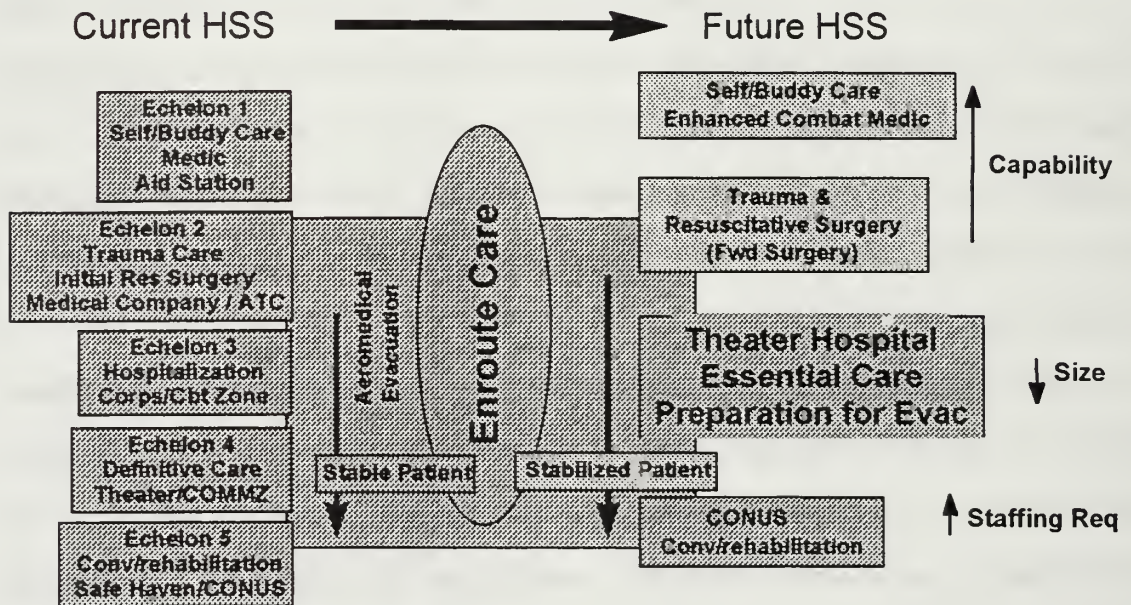 Current HSS
Future HSS
Echelon 1
Self/Buddy Care
Medic
Aid Station
Echelon 2
Trauma Care
Initial Res Surgery
Medical Company / ATC
Echelon 3
Hospitalization
Corps/Cbt Zone
Echelon 4
Definitive Care
Theater/COMMZ
Echelon 5
Conv/rehabilitation
Safe Haven/CONUS
Aeromedical
Evacuation
Stable Patient
Enroute Care
Stabilized Patient
Self/Buddy Care
Enhanced Combat Medic
Trauma &
Resuscitative Surgery
(Fwd Surgery)
Theater Hospital
Essential Care
Preparation for Evac
CONUS
Conv/rehabilitation
Capability
Size
Staffing Req